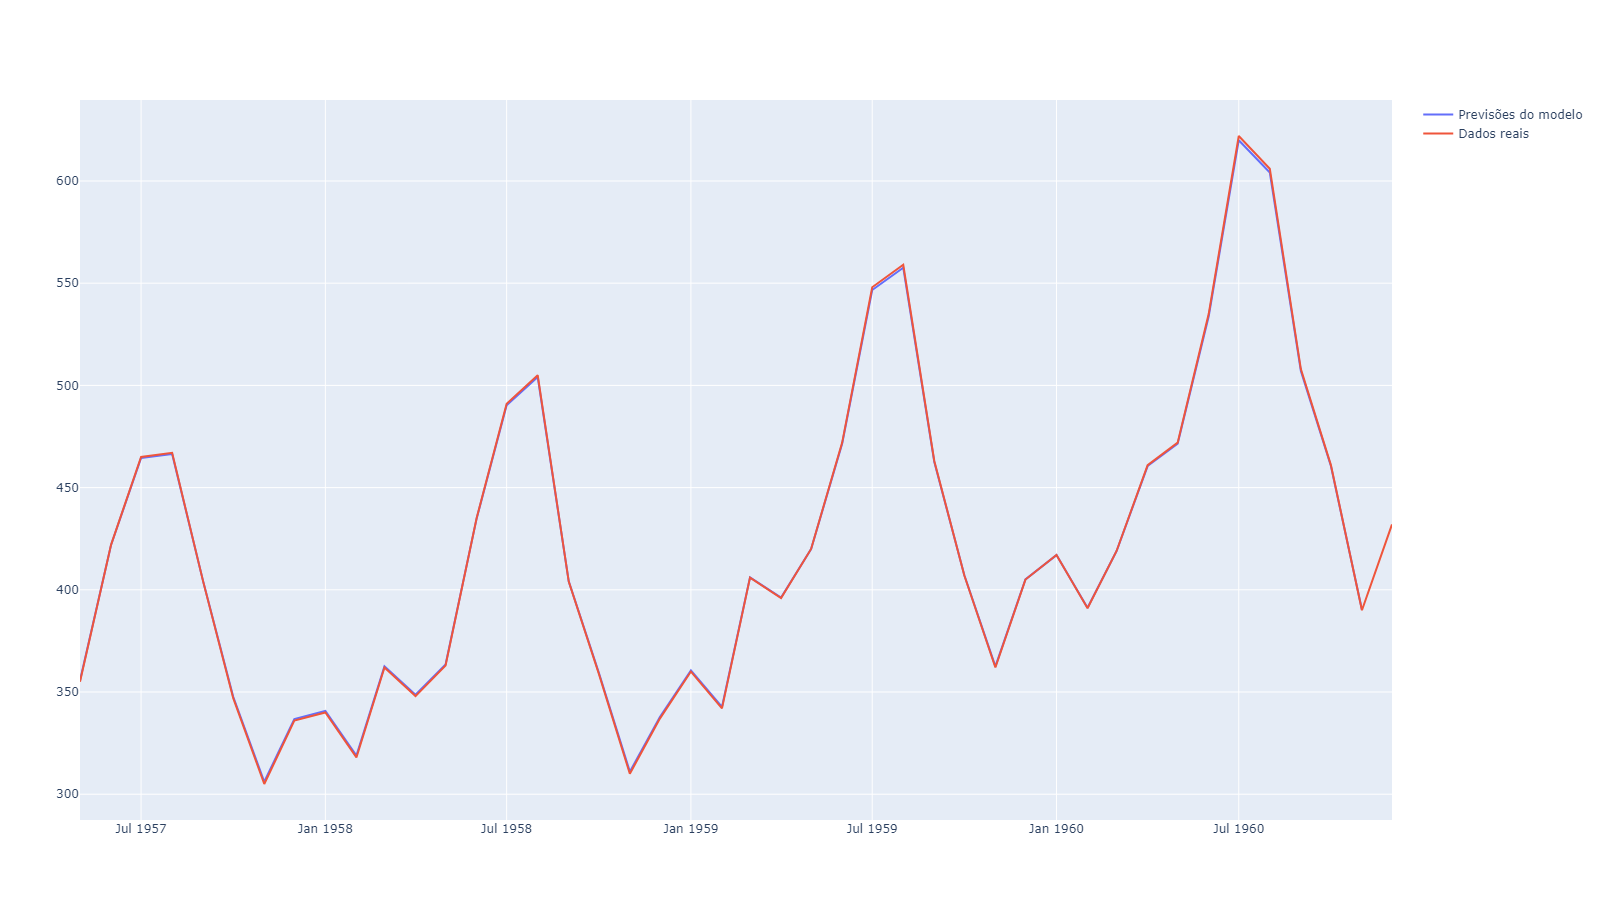 Previsões do modelo
Dados reais
600
550
500
450
400
350
300
Jul 1957
Jan 1958
Jul 1958
Jan 1959
Jul 1959
Jan 1960
Jul 1960